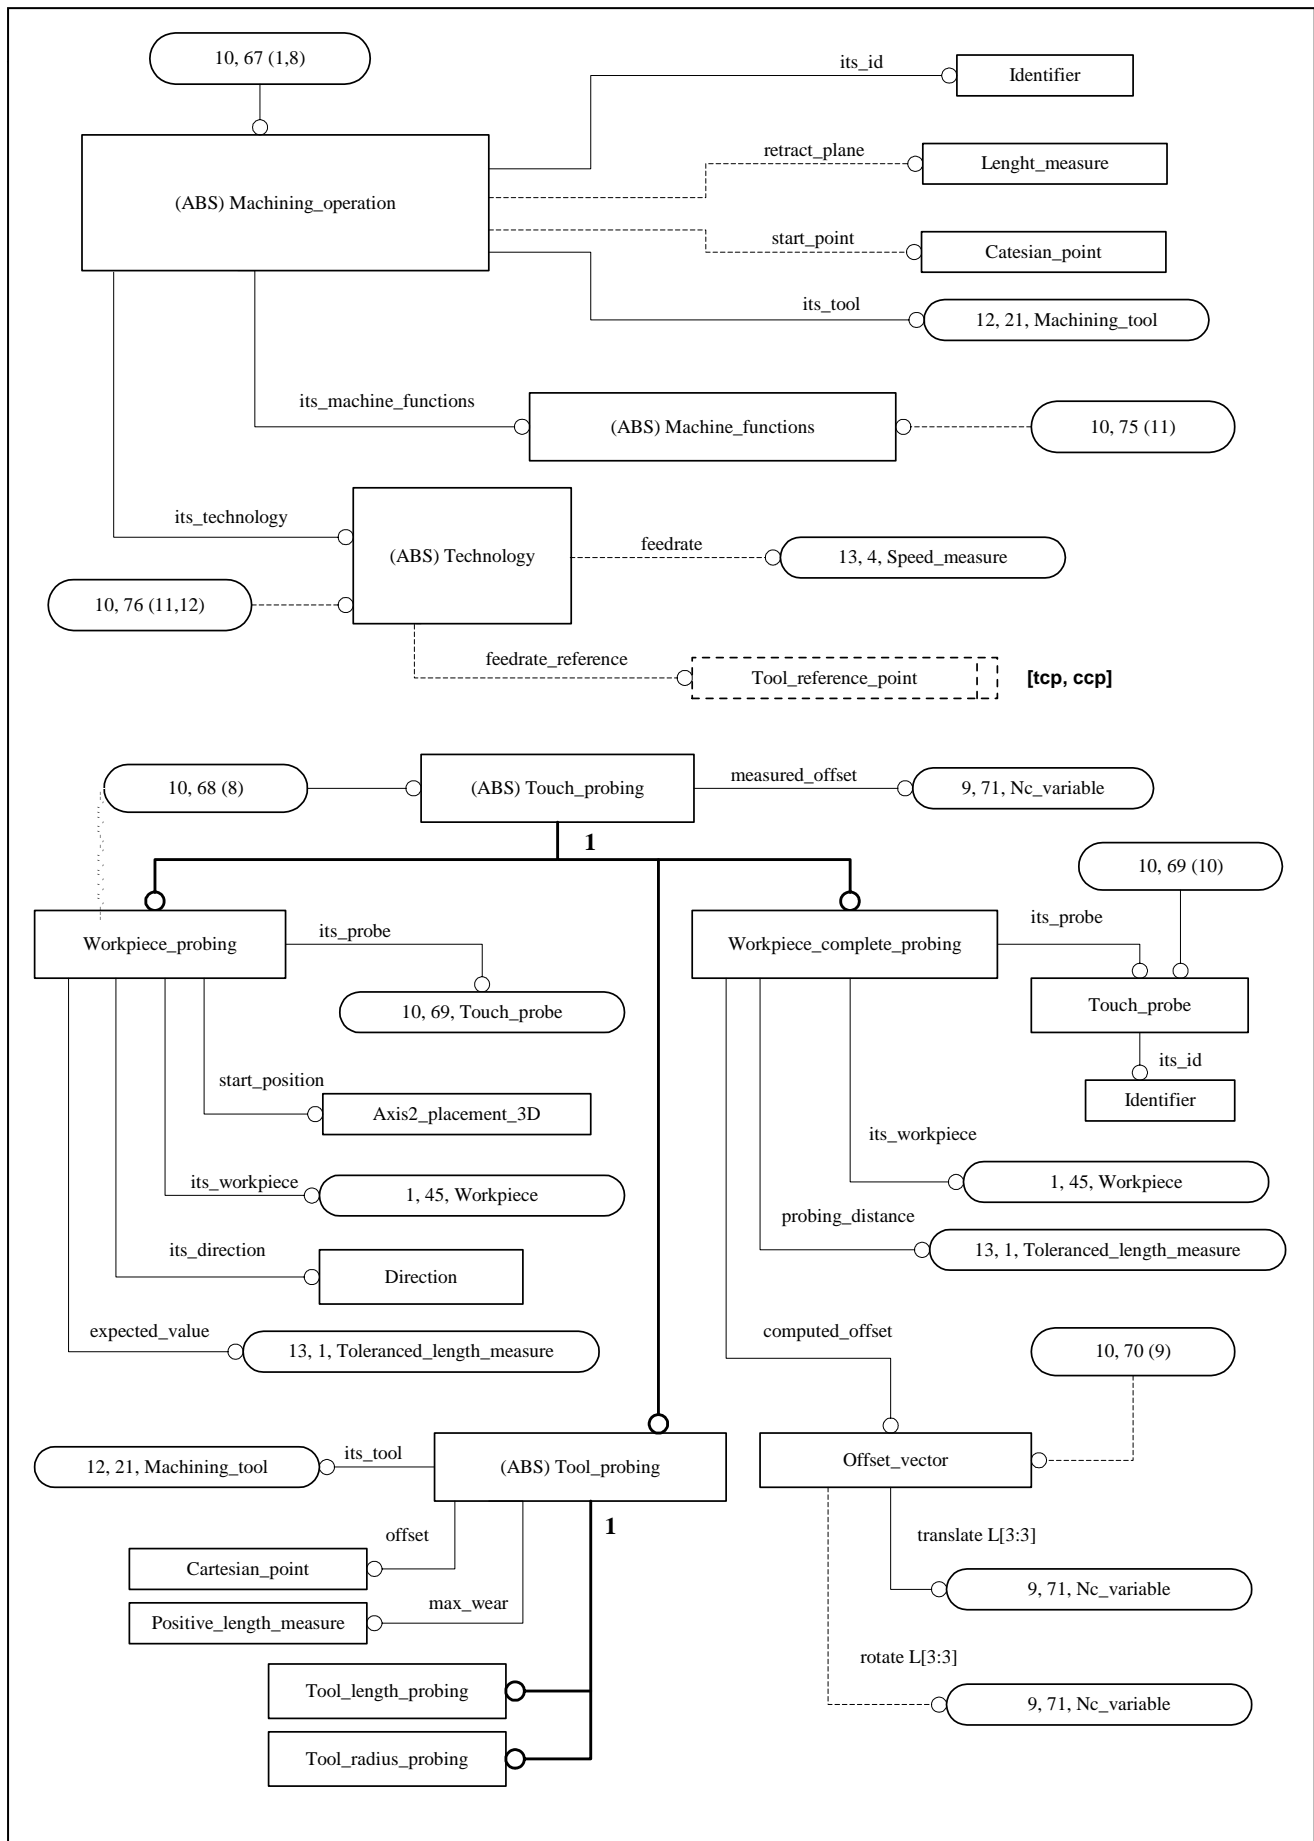 10, 67 (1,8)
its_id
Identifier
retract_plane
Lenght_measure
(ABS) Machining_operation
start_point
Catesian_point
its_tool
12, 21, Machining_tool
its_machine_functions
(ABS) Machine_functions
10, 75 (11)
its_technology
(ABS) Technology
feedrate
13, 4, Speed_measure
10, 76 (11,12)
feedrate_reference
Tool_reference_point
[tcp, ccp]
10, 68 (8)
(ABS) Touch_probing
measured_offset
9, 71, Nc_variable
1
10, 69 (10)
Workpiece_probing
its_probe
Workpiece_complete_probing
its_probe
10, 69, Touch_probe
Touch_probe
its_id
start_position
Axis2_placement_3D
Identifier
its_workpiece
its_workpiece
1, 45, Workpiece
1, 45, Workpiece
probing_distance
its_direction
13, 1, Toleranced_length_measure
Direction
expected_value
13, 1, Toleranced_length_measure
computed_offset
10, 70 (9)
its_tool
12, 21, Machining_tool
(ABS) Tool_probing
Offset_vector
1
offset
translate L[3:3]
Cartesian_point
9, 71, Nc_variable
max_wear
Positive_length_measure
rotate L[3:3]
Tool_length_probing
9, 71, Nc_variable
Tool_radius_probing